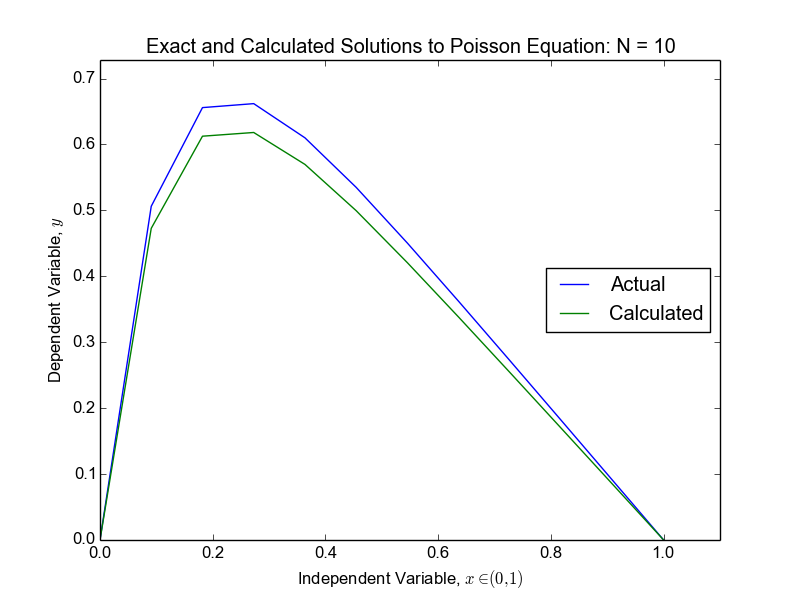 Exact and Calculated Solutions to Poisson Equation: N = 10
0.7
0.6
0.5
0.4
0.3
0.2
0.1
0.0
Dependent Variable, y
Actual
Calculated
0.0 0.2 0.4 0.6 0.8 1.0
Independent Variable, x ∈(0,1)